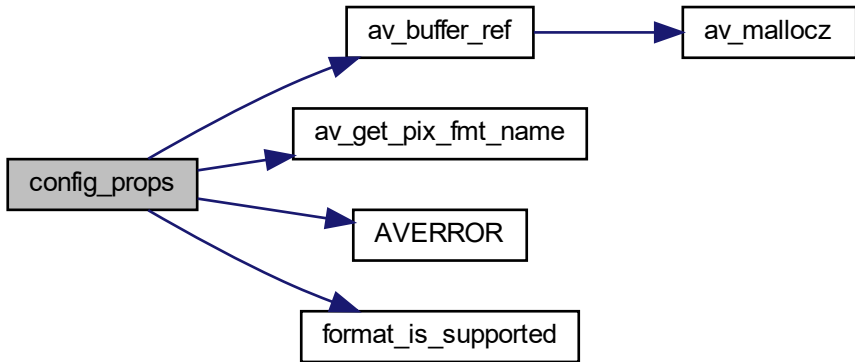 av_buffer_ref
av_mallocz
av_get_pix_fmt_name
config_props
AVERROR
format_is_supported